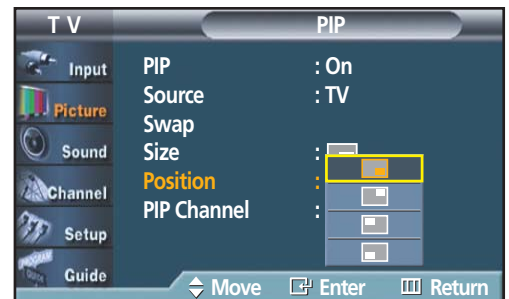 T V
PIP
Input
Picture
Sound
Channel
Setup
Guide
PIP : On
Source : TV
Swap
Size :
Position :
PIP Channel :
Move Enter Return